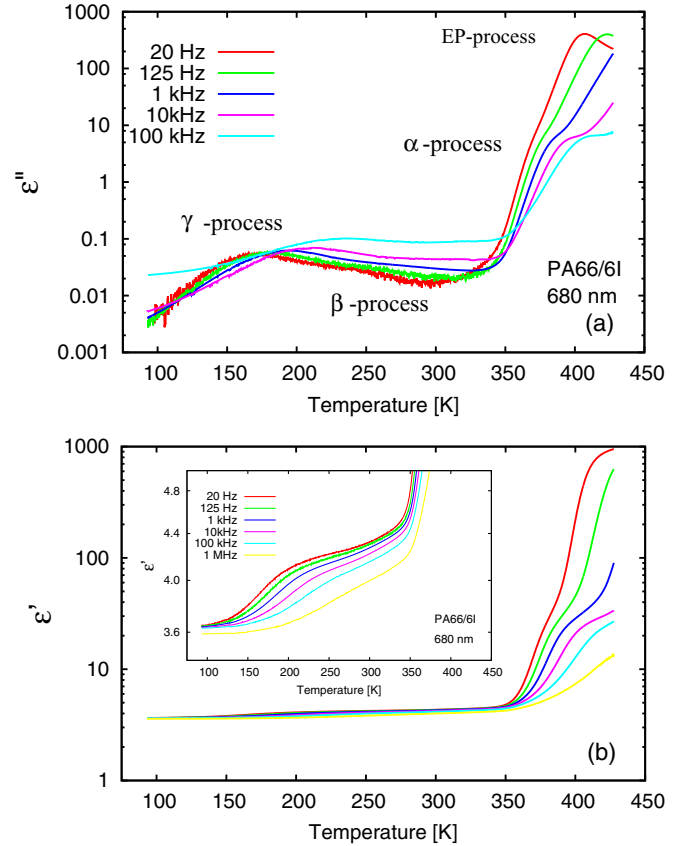 1000
100
10
1
0.1
0.01
0.001
ε''
20 Hz
125 Hz
1 kHz
10kHz
100 kHz
EP-process
α -process
γ -process
β -process
PA66/6I
680 nm
(a)
100 150 200 250 300 350 400 450
Temperature [K]
1000
100
10
1
ε'
4.8
4.4
4.0
3.6
ε'
20 Hz
125 Hz
1 kHz
10kHz
100 kHz
1 MHz
PA66/6I
680 nm
100 150 200 250 300 350 400 450
Temperature [K]
(b)
100 150 200 250 300 350 400 450
Temperature [K]